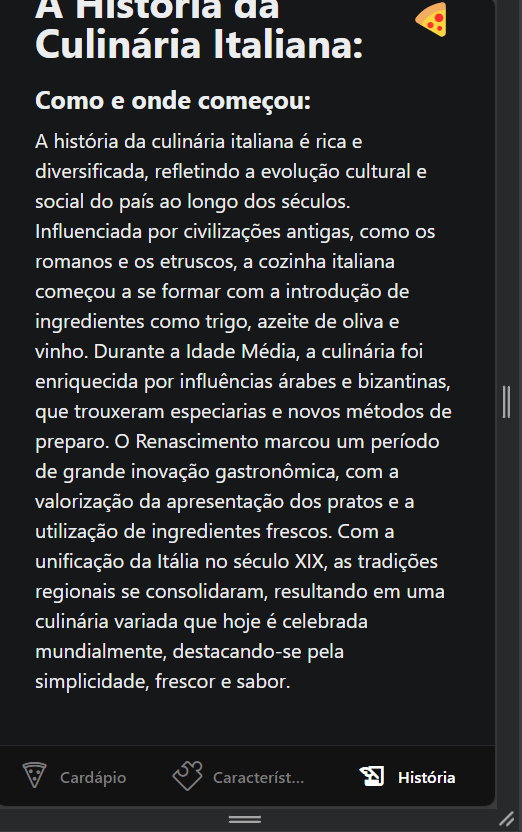 A História da
Culinária Italiana:
Como e onde começou:
A história da culinária italiana é rica e
diversificada, refletindo a evolução cultural e
social do país ao longo dos séculos.
Influenciada por civilizações antigas, como os
romanos e os etruscos, a cozinha italiana
começou a se formar com a introdução de
ingredientes como trigo, azeite de oliva e
vinho. Durante a Idade Média, a culinária foi
enriquecida por influências árabes e bizantinas,
que trouxeram especiarias e novos métodos de
preparo. O Renascimento marcou um período
de grande inovação gastronômica, com a
valorização da apresentação dos pratos e a
utilização de ingredientes frescos. Com a
unificação da Itália no século XIX, as tradições
regionais se consolidaram, resultando em uma
culinária variada que hoje é celebrada
mundialmente, destacando-se pela
simplicidade, frescor e sabor.
Cardápio Característ... História